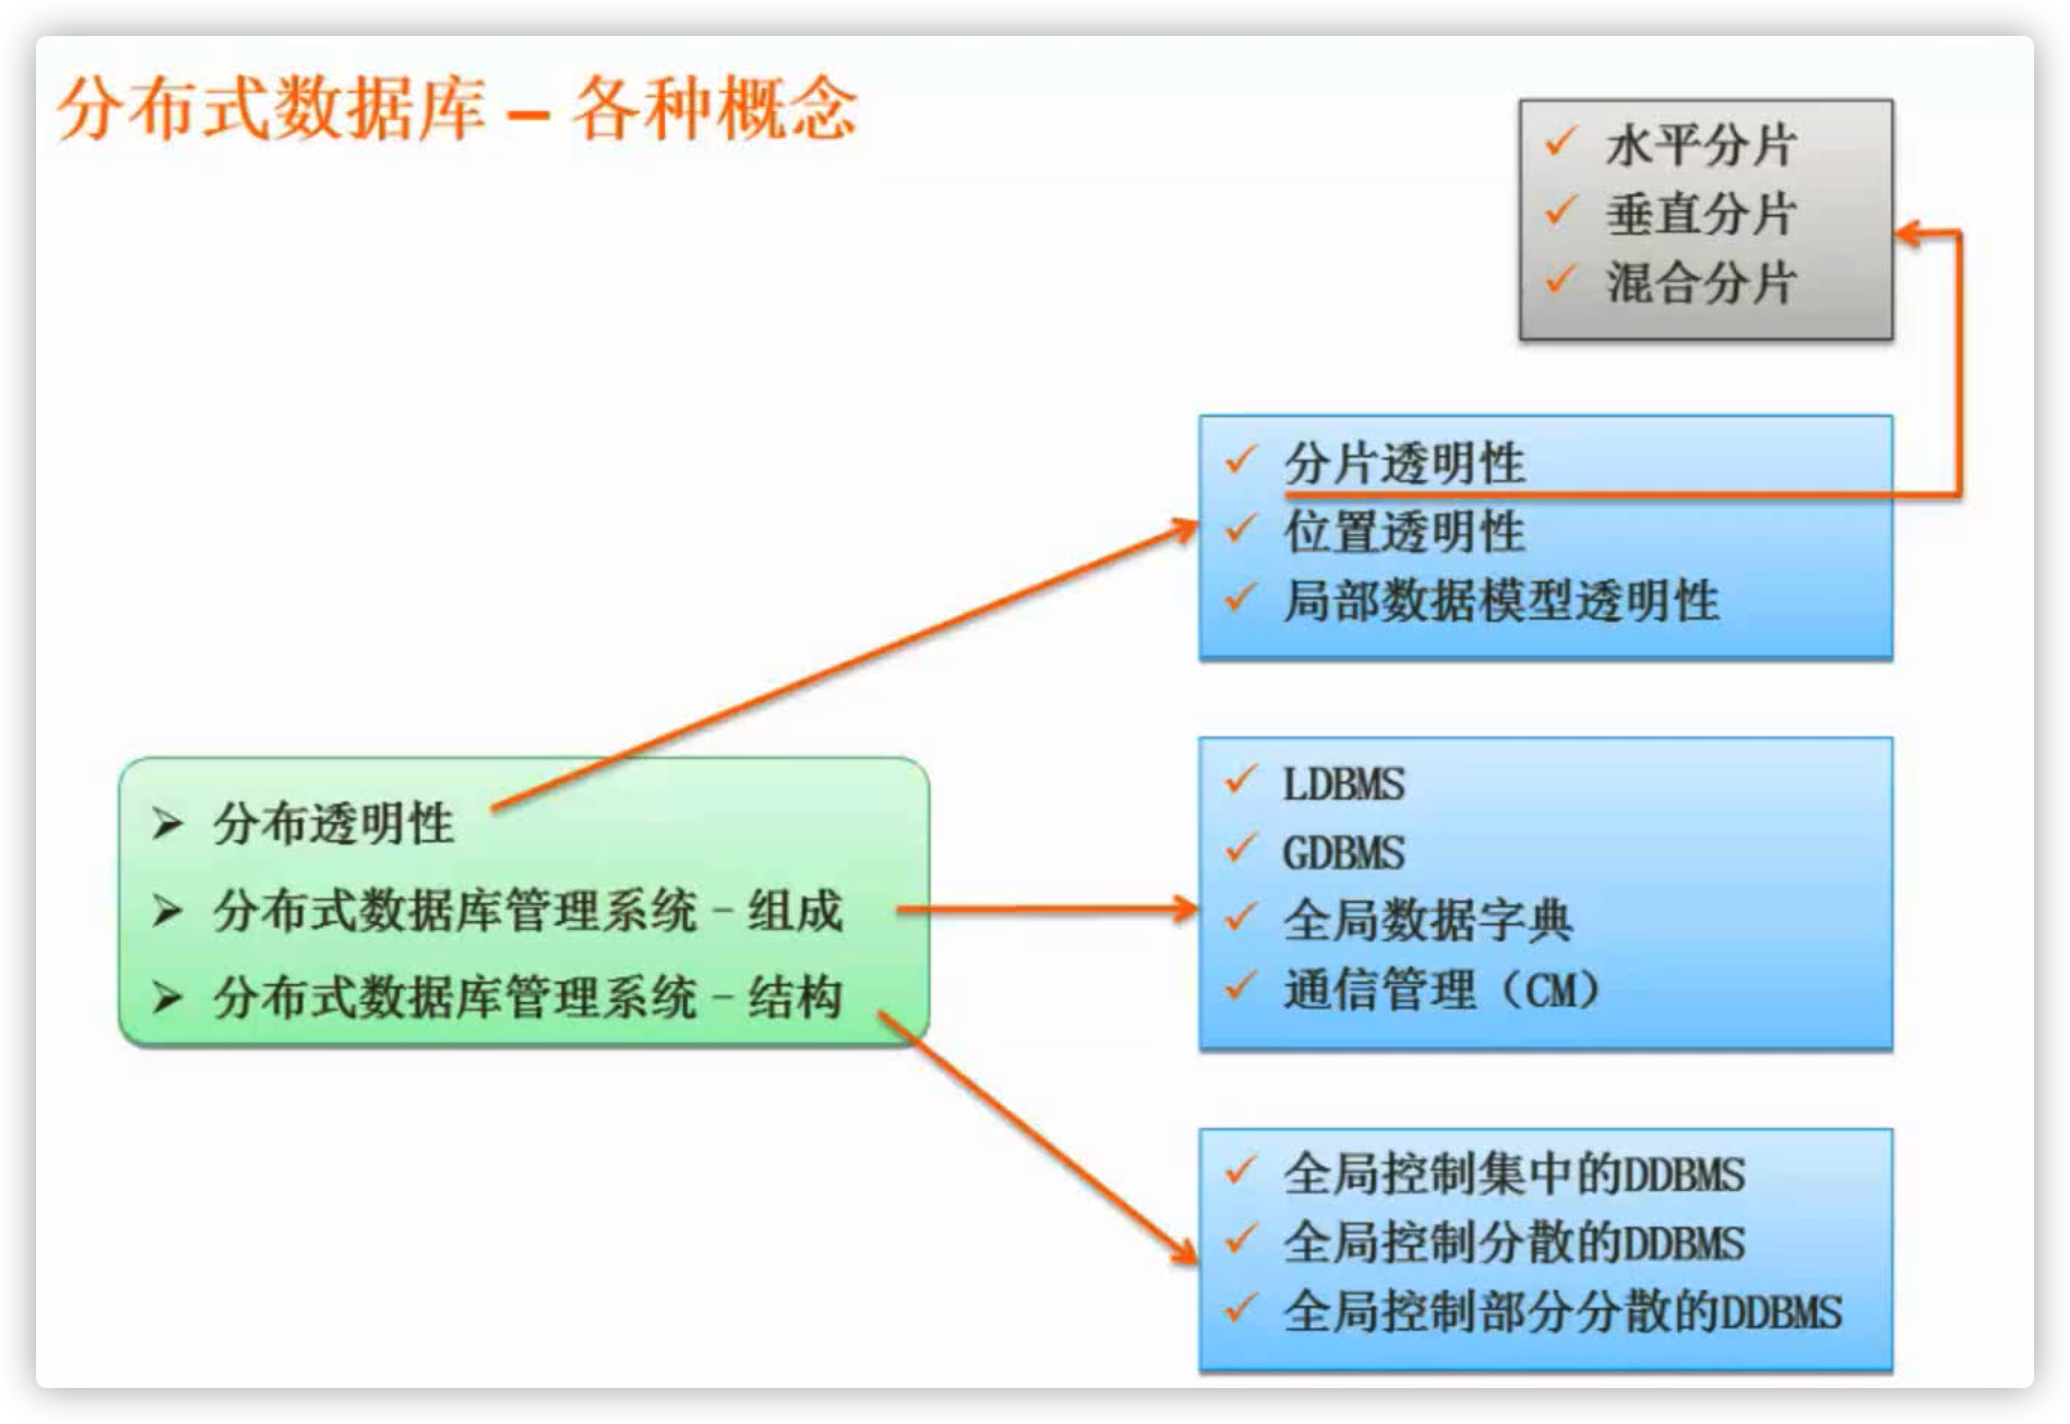 分布式数据库 – 各种概念
水平分片
垂直分片
混合分片
分片透明性
位置透明性
局部数据模型透明性
分布透明性
分布式数据库管理系统 - 组成
分布式数据库管理系统 - 结构
LDBMS
GDBMS
全局数据字典
通信管理（CM）
全局控制集中的DDBMS
全局控制分散的DDBMS
全局控制部分分散的DDBMS